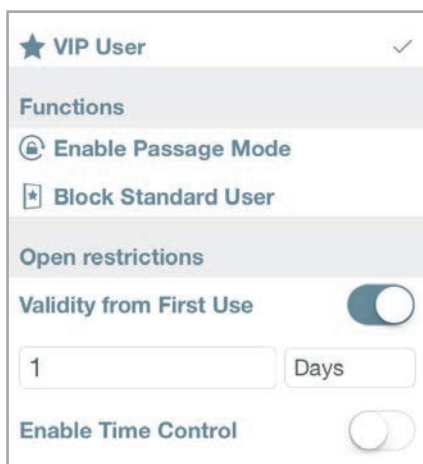 VIP User
Functions
Enable Passage Mode
Block Standard User
Open restrictions
Validity from First Use
1 Days
Enable Time Control